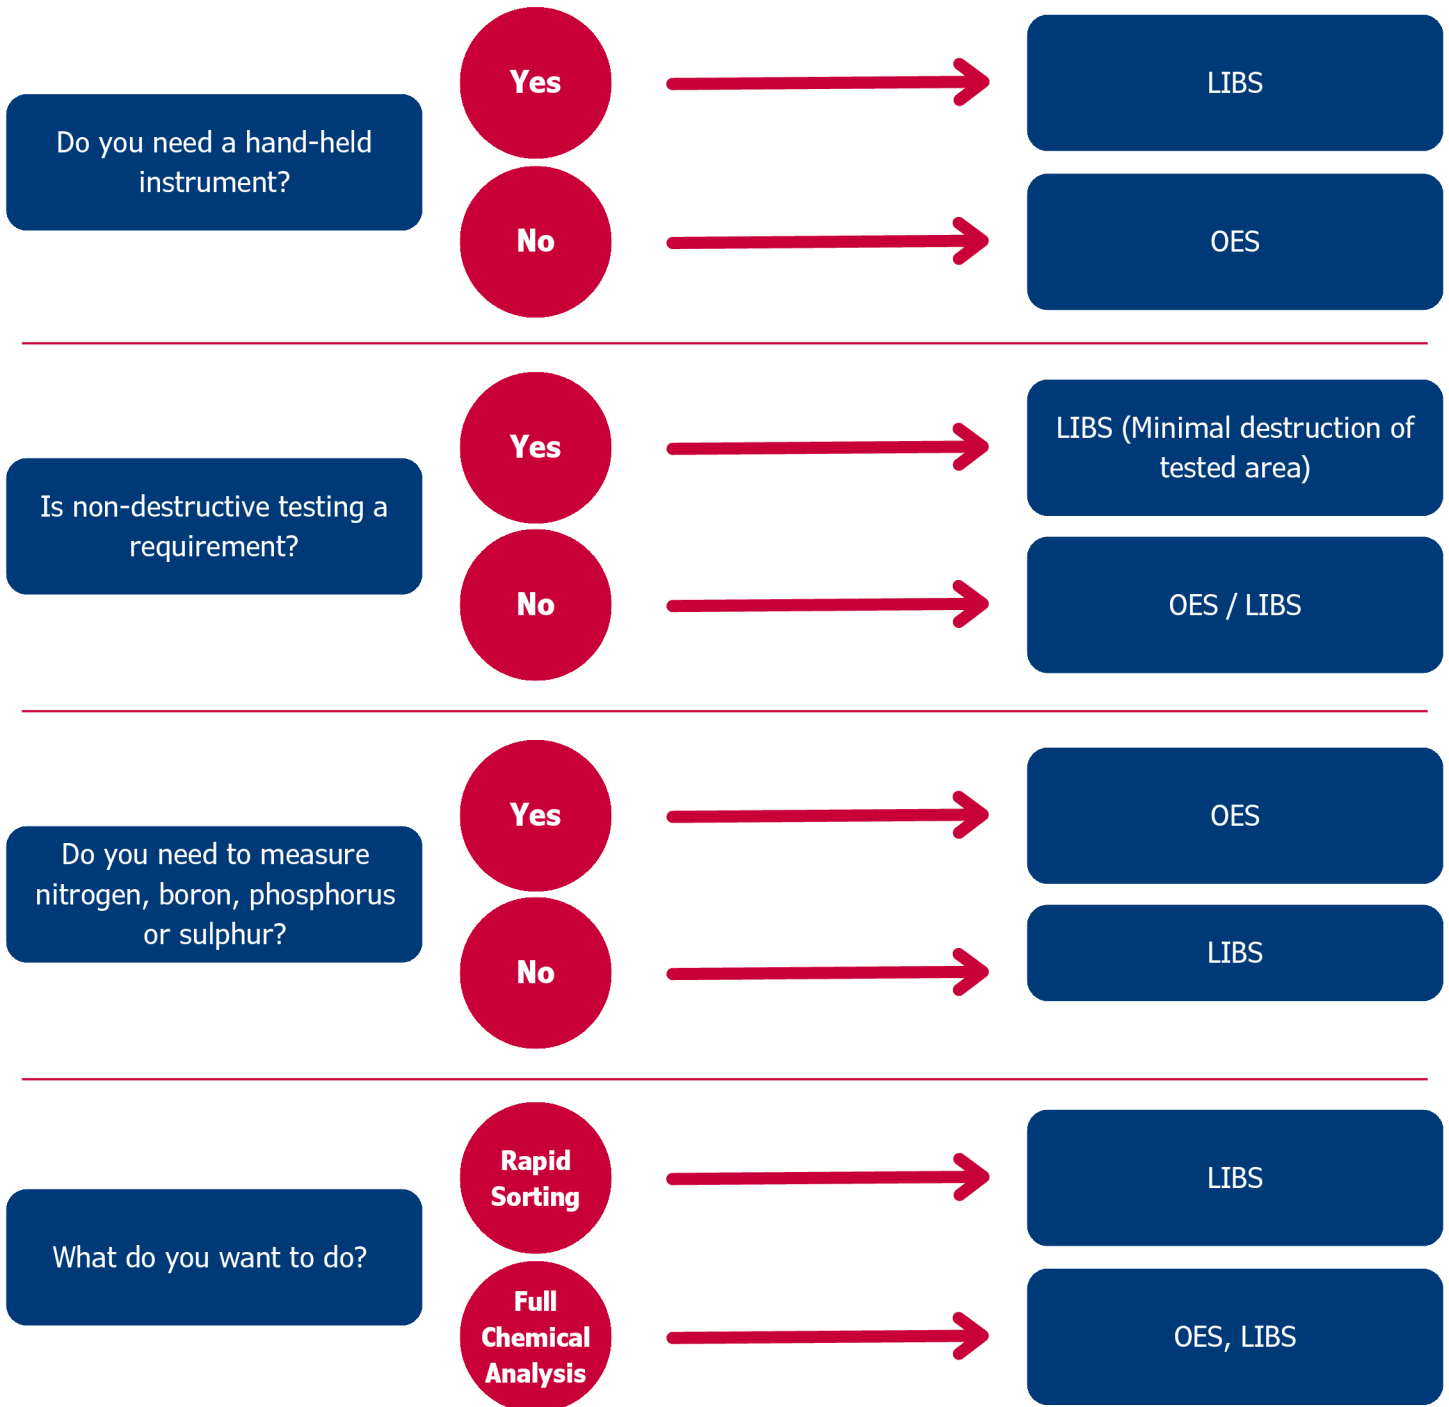 Do you need a hand-held
instrument?
Yes
LIBS
No
OES
Is non-destructive testing a
requirement?
Yes
LIBS (Minimal destruction of
tested area)
No
OES / LIBS
Do you need to measure
nitrogen, boron, phosphorus
or sulphur?
Yes
OES
No
LIBS
What do you want to do?
Rapid
Sorting
LIBS
Full
Chemical
Analysis
OES, LIBS